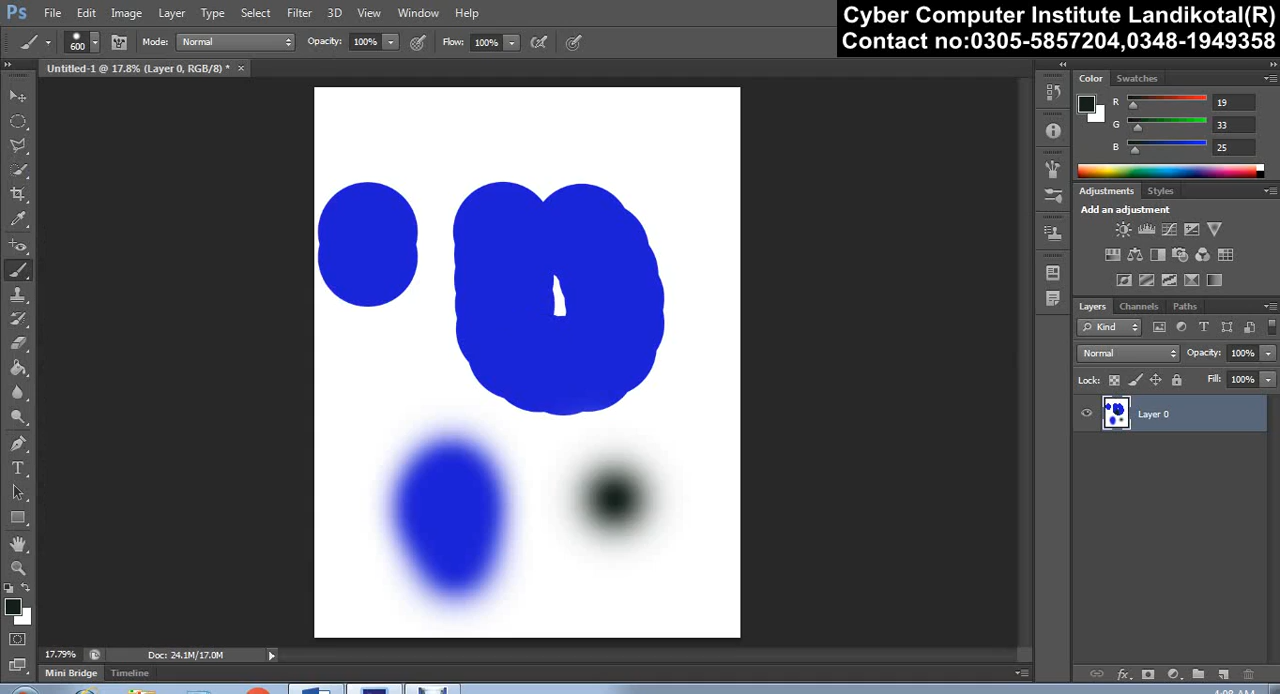 Ps File Edit Image Layer Type Select Filter 3D View Window Help
Cyber Computer Institute Landikotal(R)
Contact no:0305-5857204,0348-1949358
600 Mode: Normal Opacity: 100% Flow: 100%
Untitled-1 @ 17.8% (Layer 0, RGB/8) * ×
Color Swatches
R 19
G 33
B 25
Adjustments Styles
Add an adjustment
Layers Channels Paths
Kind T
Normal Opacity: 100%
Lock: Fill: 100%
Layer 0
T
fx
17.79% Doc: 24.1M/17.0M
Mini Bridge Timeline